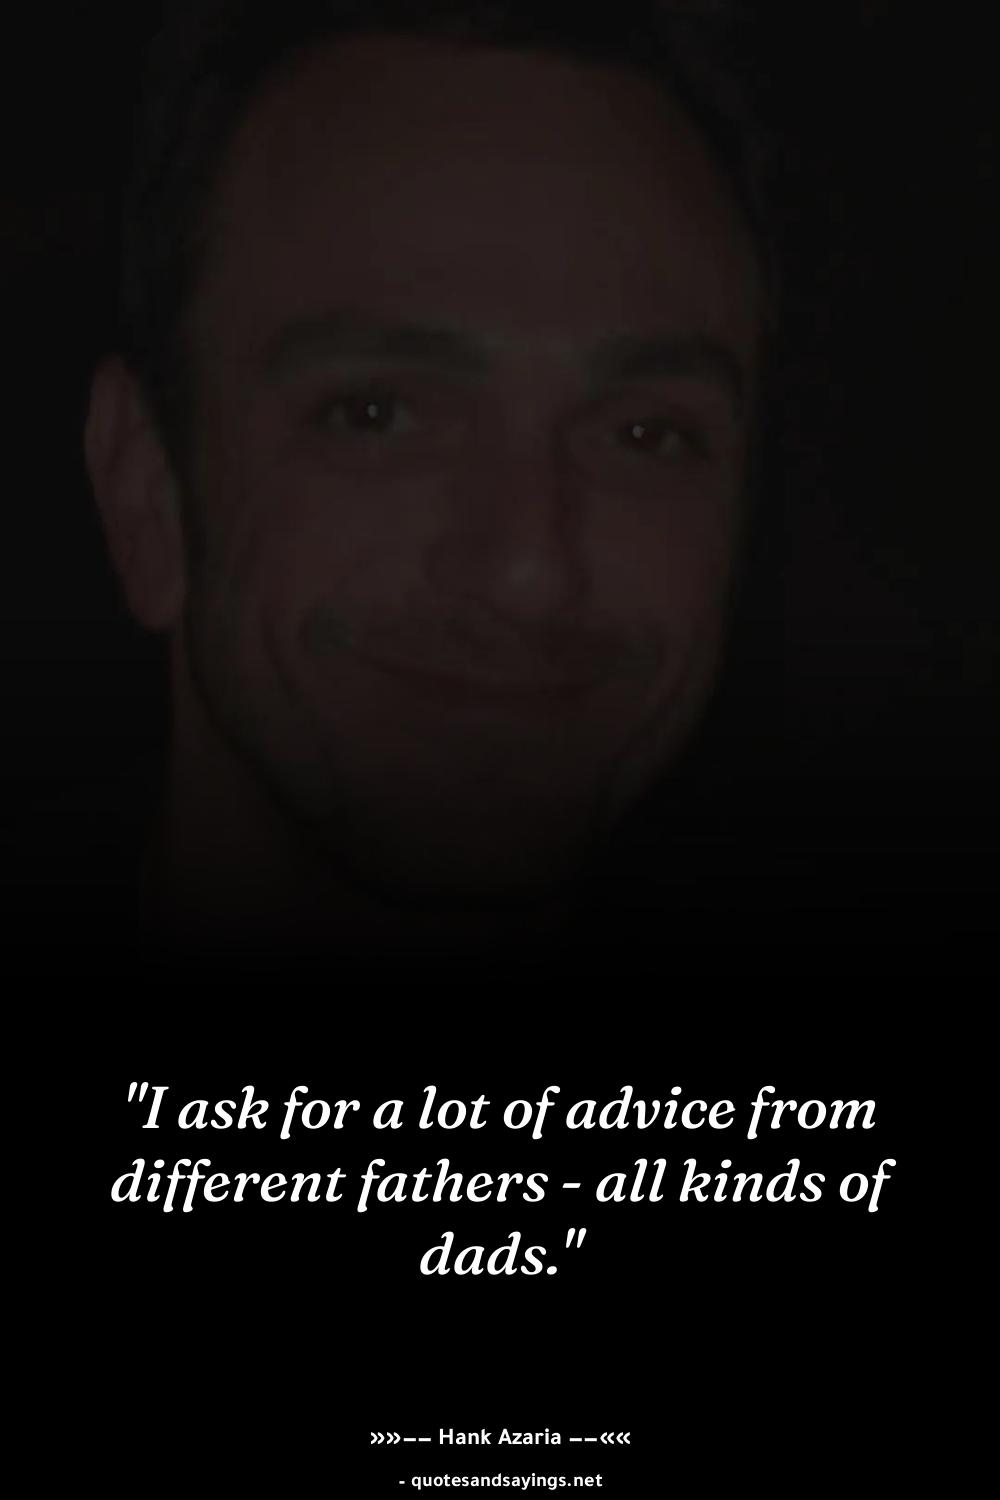 "I ask for a lot of advice from
different fathers - all kinds of
dads."
»»—— Hank Azaria ——««
- quotesandsayings.net